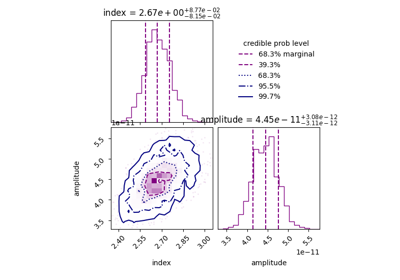 index = 2.67e+00 +8.77e−02 −8.15e−02
credible prob level
68.3% marginal
39.3%
68.3%
95.5%
99.7%
1e−11
amplitude = 4.45e−11 +3.08e−12 −3.11e−12
5.5
5.0
4.5
4.0
3.5
amplitude
2.40 2.55 2.70 2.85 3.00
3.5 4.0 4.5 5.0 5.5
1e−11
index amplitude